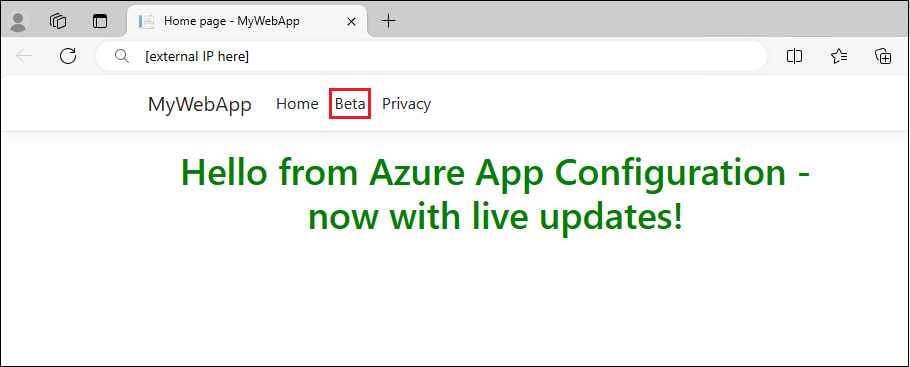 Home page - MyWebApp
[external IP here]
MyWebApp Home Beta Privacy
Hello from Azure App Configuration -
now with live updates!